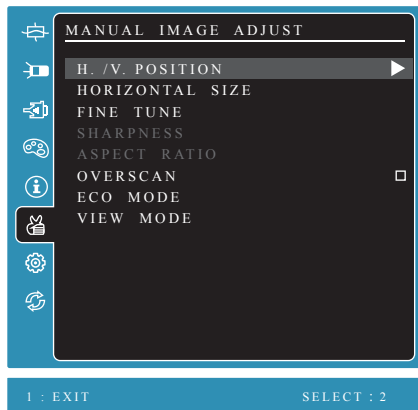 MANUAL IMAGE ADJUST
H. /V. POSITION
HORIZONTAL SIZE
FINE TUNE
SHARPNESS
ASPECT RATIO
OVERSCAN
ECO MODE
VIEW MODE
1 : EXIT SELECT : 2